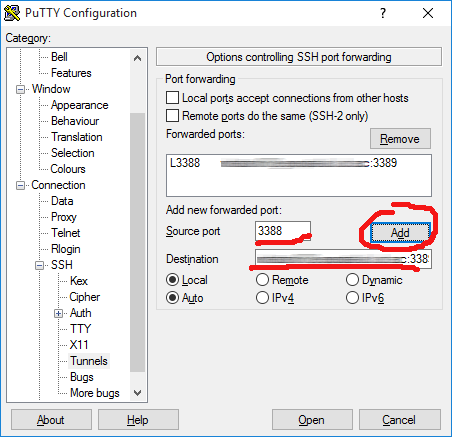 PuTTY Configuration
Category:
Bell
Features
Window
Appearance
Behaviour
Translation
Selection
Colours
Connection
Data
Proxy
Telnet
Rlogin
SSH
Kex
Cipher
Auth
TTY
X11
Tunnels
Bugs
More bugs
Options controlling SSH port forwarding
Port forwarding
Local ports accept connections from other hosts
Remote ports do the same (SSH-2 only)
Forwarded ports:
Remove
L3388 :3389
Add new forwarded port:
Source port 3388 Add
Destination :338
Local Remote Dynamic
Auto IPv4 IPv6
About Help Open Cancel